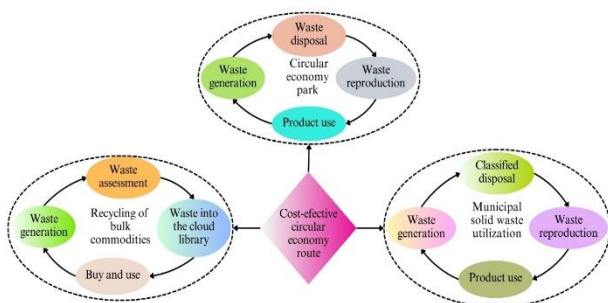 Waste
disposal
Waste
generation
Circular
economy
park
Waste
reproduction
Product use
Waste assessment
Waste
generation
Recycling of
bulk
commodities
Waste into
the cloud
library
Buy and use
Cost-efective
circular
economy
route
Classified
disposal
Waste
generation
Municipal
solid waste
utilization
Waste
reproduction
Product use